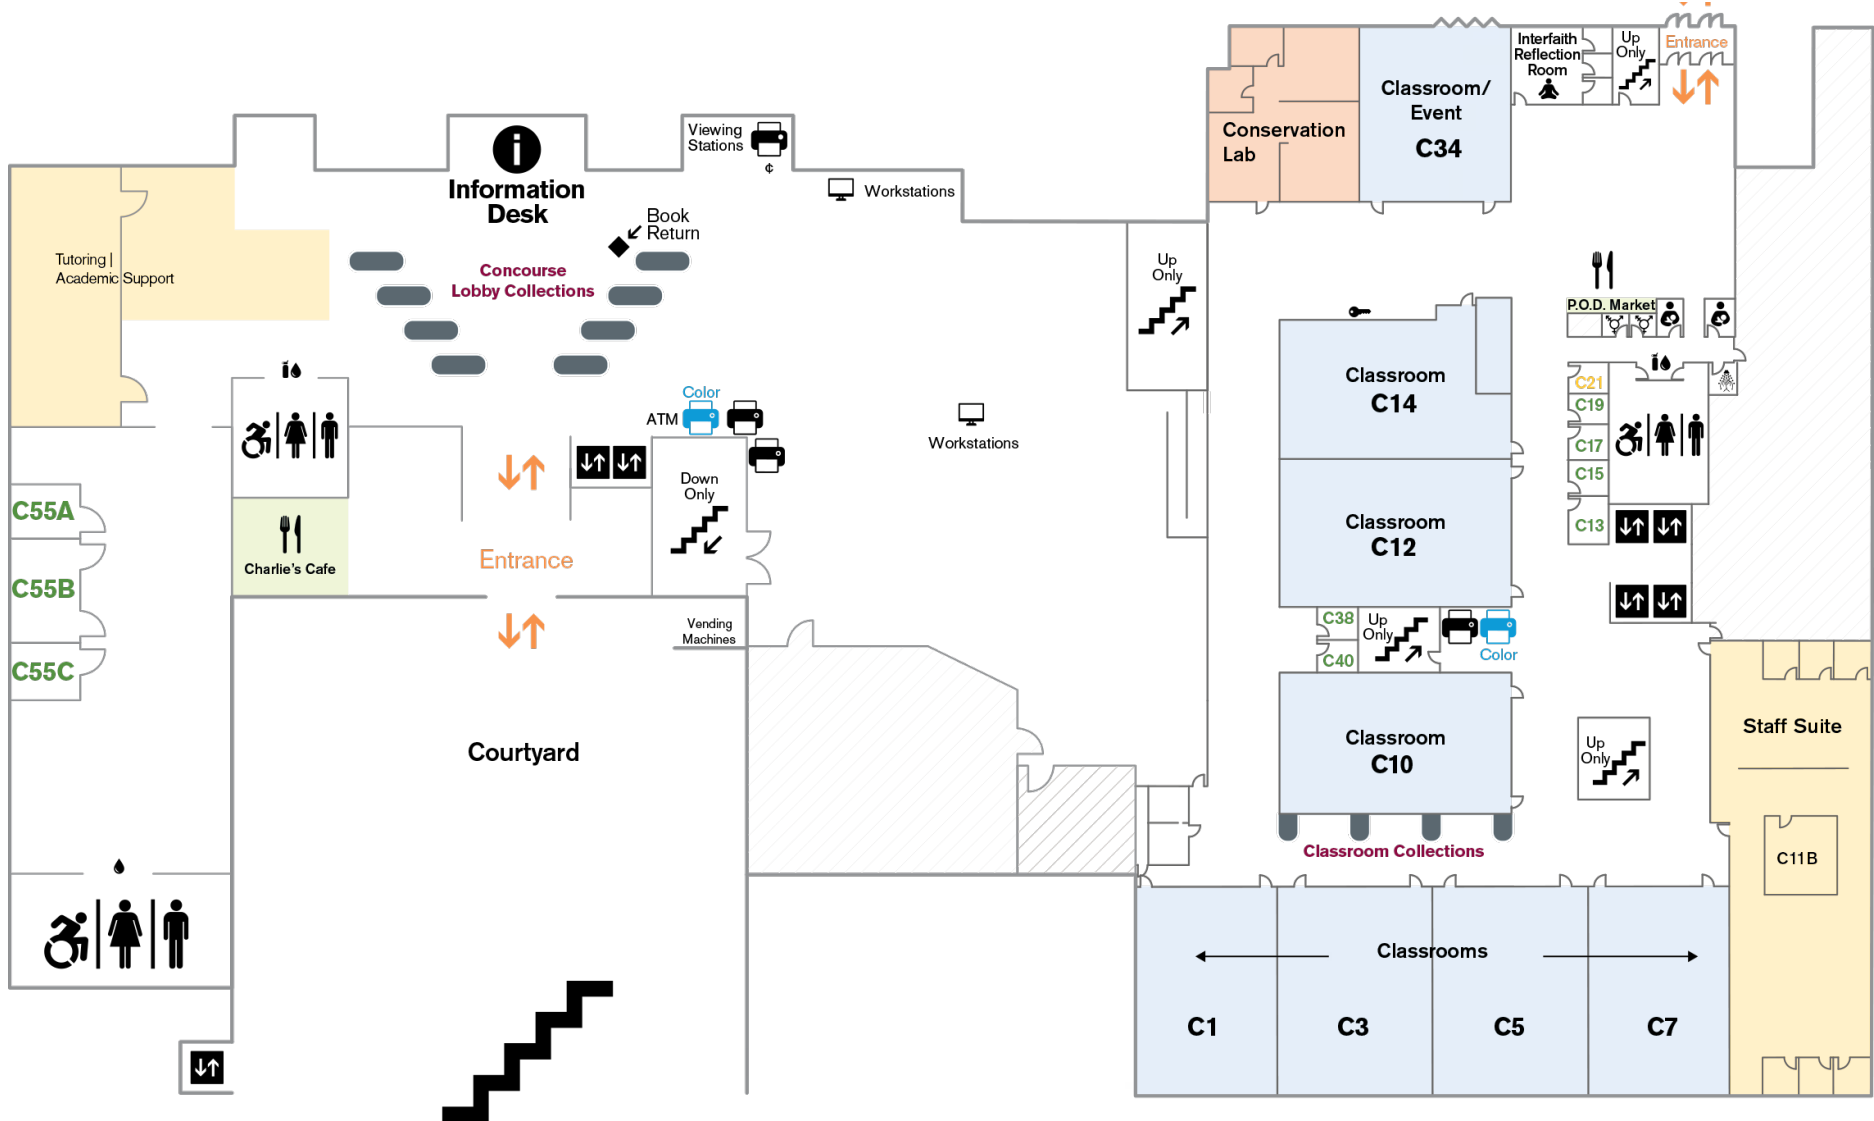 Interfaith
Reflection
Room
Up
Only
Entrance
Classroom/
Event
C34
Conservation
Lab
Viewing
Stations
¢
i
Information
Desk
Workstations
Book
Return
Tutoring |
Academic Support
Concourse
Lobby Collections
Up
Only
P.O.D. Market
Classroom
C14
C21
C19
C17
C15
C13
Color
ATM
Workstations
Down
Only
C55A
C55B
C55C
Charlie's Cafe
Entrance
Classroom
C12
C38
C40
Up
Only
Color
Vending
Machines
Courtyard
Classroom
C10
Up
Only
Staff Suite
C11B
Classroom Collections
Classrooms
C1
C3
C5
C7